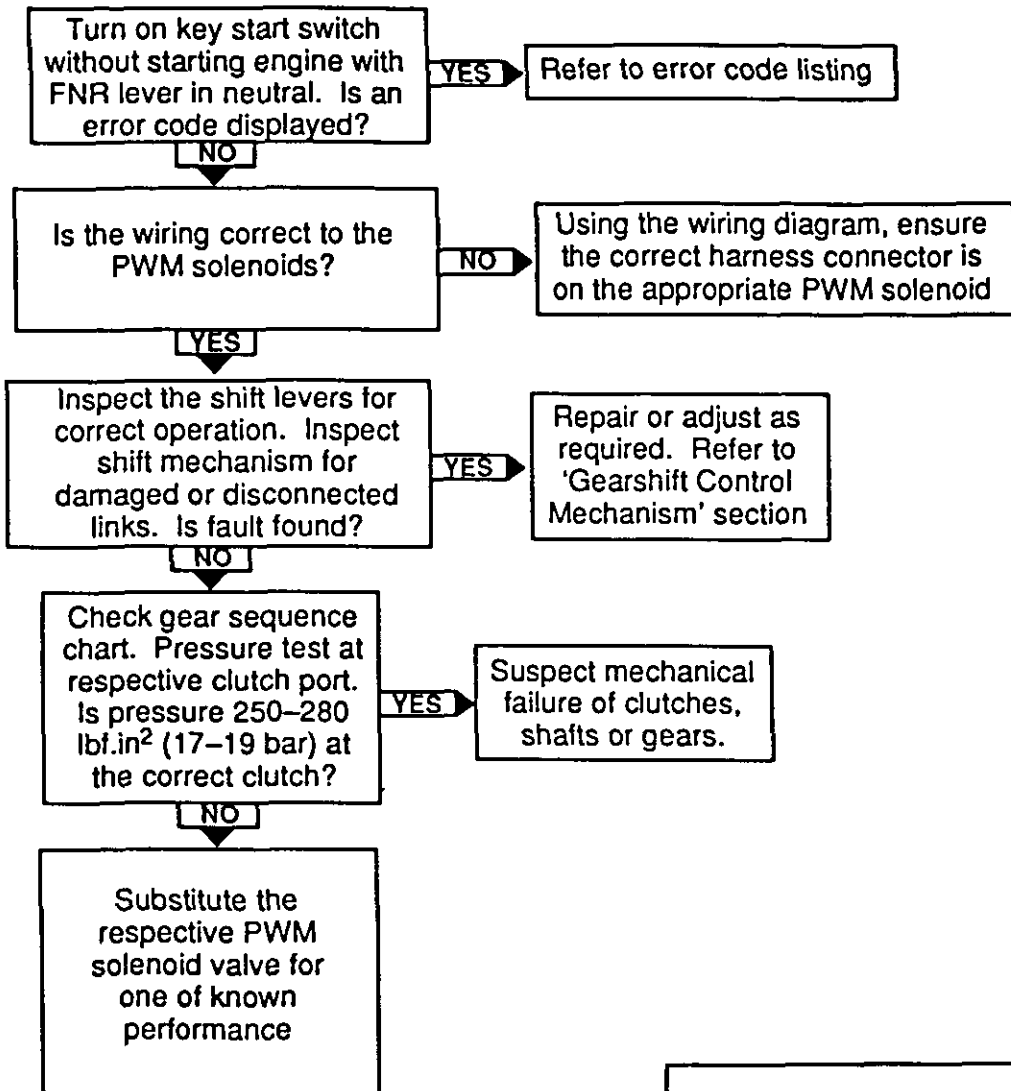 Turn on key start switch
without starting engine with
FNR lever in neutral. Is an
error code displayed?
YES
Refer to error code listing
NO
Is the wiring correct to the
PWM solenoids?
NO
Using the wiring diagram, ensure
the correct harness connector is
on the appropriate PWM solenoid
YES
Inspect the shift levers for
correct operation. Inspect
shift mechanism for
damaged or disconnected
links. Is fault found?
YES
Repair or adjust as
required. Refer to
‘Gearshift Control
Mechanism’ section
NO
Check gear sequence
chart. Pressure test at
respective clutch port.
Is pressure 250–280
lbf.in² (17–19 bar) at
the correct clutch?
YES
Suspect mechanical
failure of clutches,
shafts or gears.
NO
Substitute the
respective PWM
solenoid valve for
one of known
performance